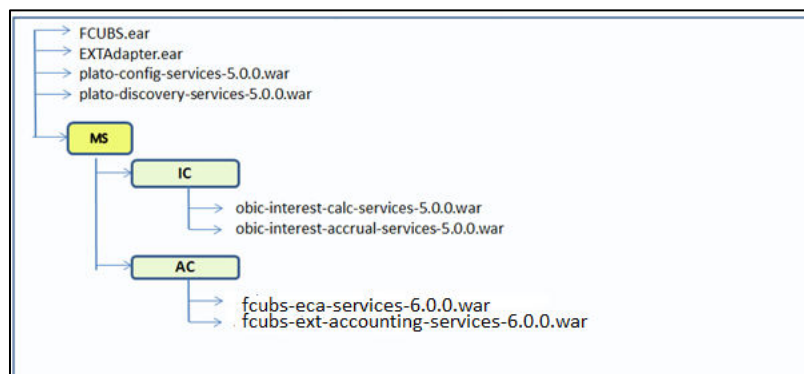 FCUBS.ear
EXTAdapter.ear
plato-config-services-5.0.0.war
plato-discovery-services-5.0.0.war
MS
IC
obic-interest-calc-services-5.0.0.war
obic-interest-accrual-services-5.0.0.war
AC
fcubs-eca-services-6.0.0.war
fcubs-ext-accounting-services-6.0.0.war